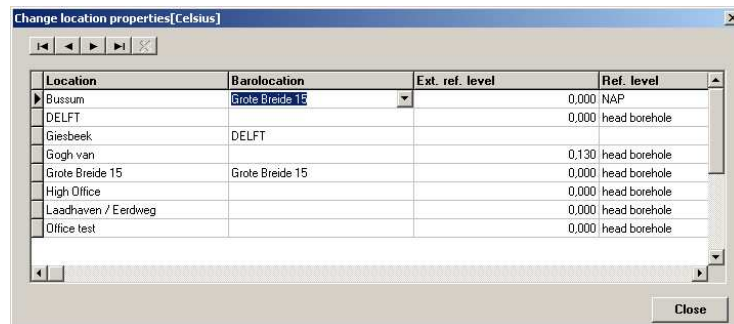 Change location properties[Celsius]
Location Barolocation Ext. ref. level Ref. level
Bussum Grote Breide 15 0,000 NAP
DELFT 0,000 head borehole
Giesbeek DELFT
Gogh van 0,130 head borehole
Grote Breide 15 Grote Breide 15 0,000 head borehole
High Office 0,000 head borehole
Laadhaven / Eerdweg 0,000 head borehole
Office test 0,000 head borehole
Close